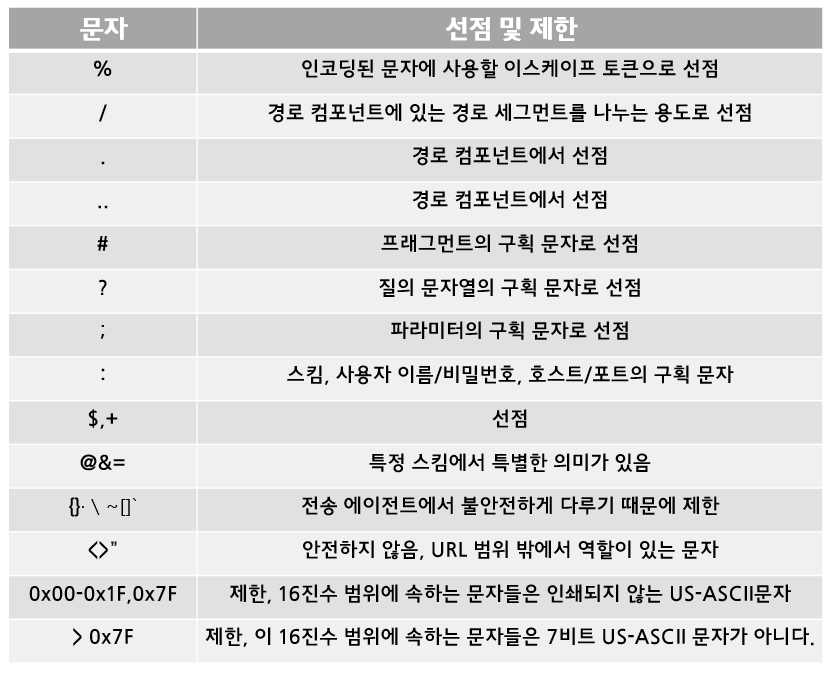 문자 선점 및 제한
% 인코딩된 문자에 사용할 이스케이프 토큰으로 선점
/ 경로 컴포넌트에 있는 경로 세그먼트를 나누는 용도로 선점
. 경로 컴포넌트에서 선점
.. 경로 컴포넌트에서 선점
# 프래그먼트의 구획 문자로 선점
? 질의 문자열의 구획 문자로 선점
; 파라미터의 구획 문자로 선점
: 스킴, 사용자 이름/비밀번호, 호스트/포트의 구획 문자
$,+ 선점
@&= 특정 스킴에서 특별한 의미가 있음
{}· \ ~[]` 전송 에이전트에서 불안전하게 다루기 때문에 제한
<>” 안전하지 않음, URL 범위 밖에서 역할이 있는 문자
0x00-0x1F,0x7F 제한, 16진수 범위에 속하는 문자들은 인쇄되지 않는 US-ASCII문자
> 0x7F 제한, 이 16진수 범위에 속하는 문자들은 7비트 US-ASCII 문자가 아니다.